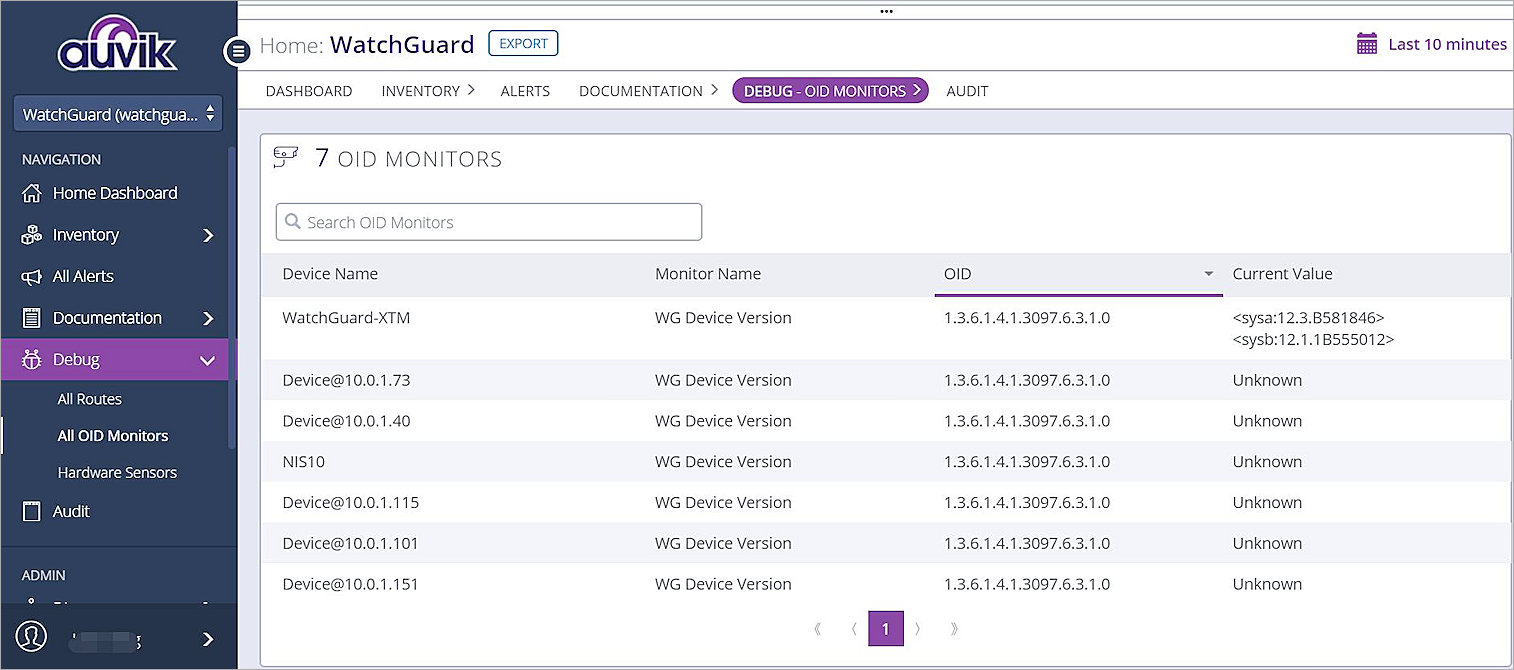 auvik
WatchGuard (watchgua...
NAVIGATION
Home Dashboard
Inventory
All Alerts
Documentation
Debug
All Routes
All OID Monitors
Hardware Sensors
Audit
ADMIN
Home: WatchGuard EXPORT Last 10 minutes
DASHBOARD INVENTORY ALERTS DOCUMENTATION DEBUG - OID MONITORS AUDIT
7 OID MONITORS
Search OID Monitors
Device Name Monitor Name OID Current Value
WatchGuard-XTM WG Device Version 1.3.6.1.4.1.3097.6.3.1.0 <sysa:12.3.B581846>
<sysb:12.1.1B555012>
Device@10.0.1.73 WG Device Version 1.3.6.1.4.1.3097.6.3.1.0 Unknown
Device@10.0.1.40 WG Device Version 1.3.6.1.4.1.3097.6.3.1.0 Unknown
NIS10 WG Device Version 1.3.6.1.4.1.3097.6.3.1.0 Unknown
Device@10.0.1.115 WG Device Version 1.3.6.1.4.1.3097.6.3.1.0 Unknown
Device@10.0.1.101 WG Device Version 1.3.6.1.4.1.3097.6.3.1.0 Unknown
Device@10.0.1.151 WG Device Version 1.3.6.1.4.1.3097.6.3.1.0 Unknown
1